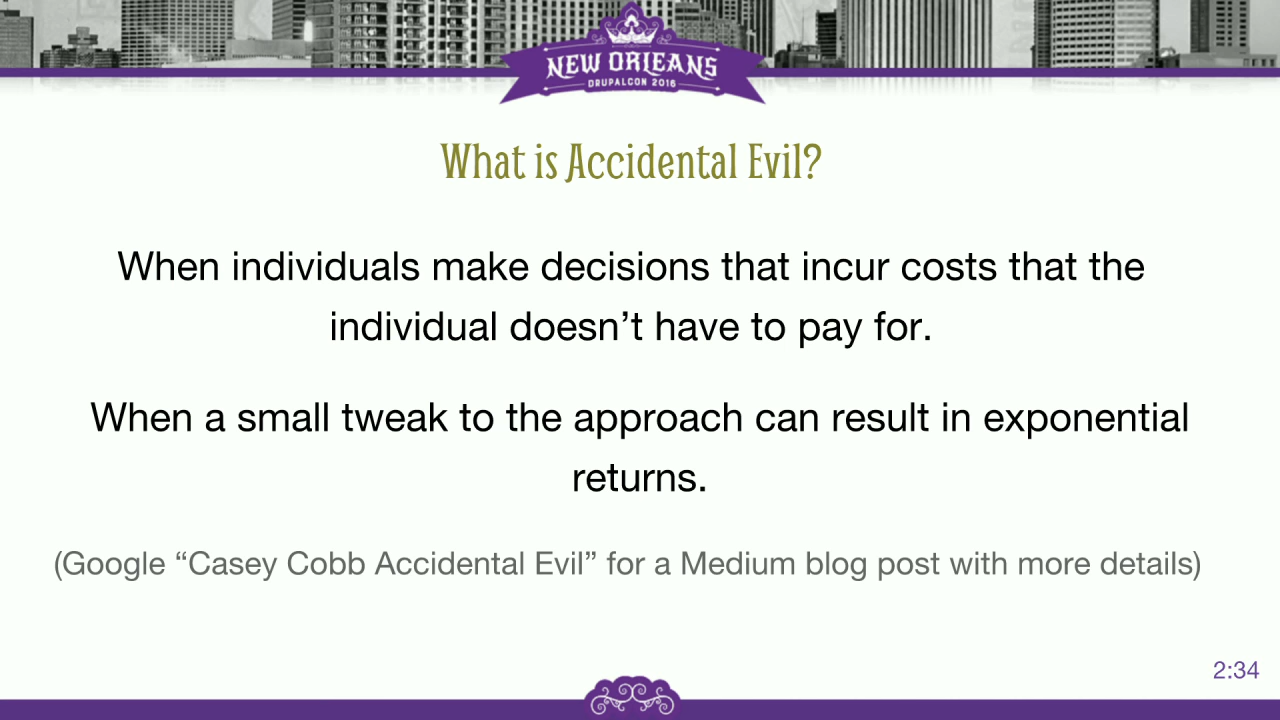 NEW ORLEANS
DRUPALCON 2016
What is Accidental Evil?
When individuals make decisions that incur costs that the
individual doesn’t have to pay for.
When a small tweak to the approach can result in exponential
returns.
(Google “Casey Cobb Accidental Evil” for a Medium blog post with more details)
2:34